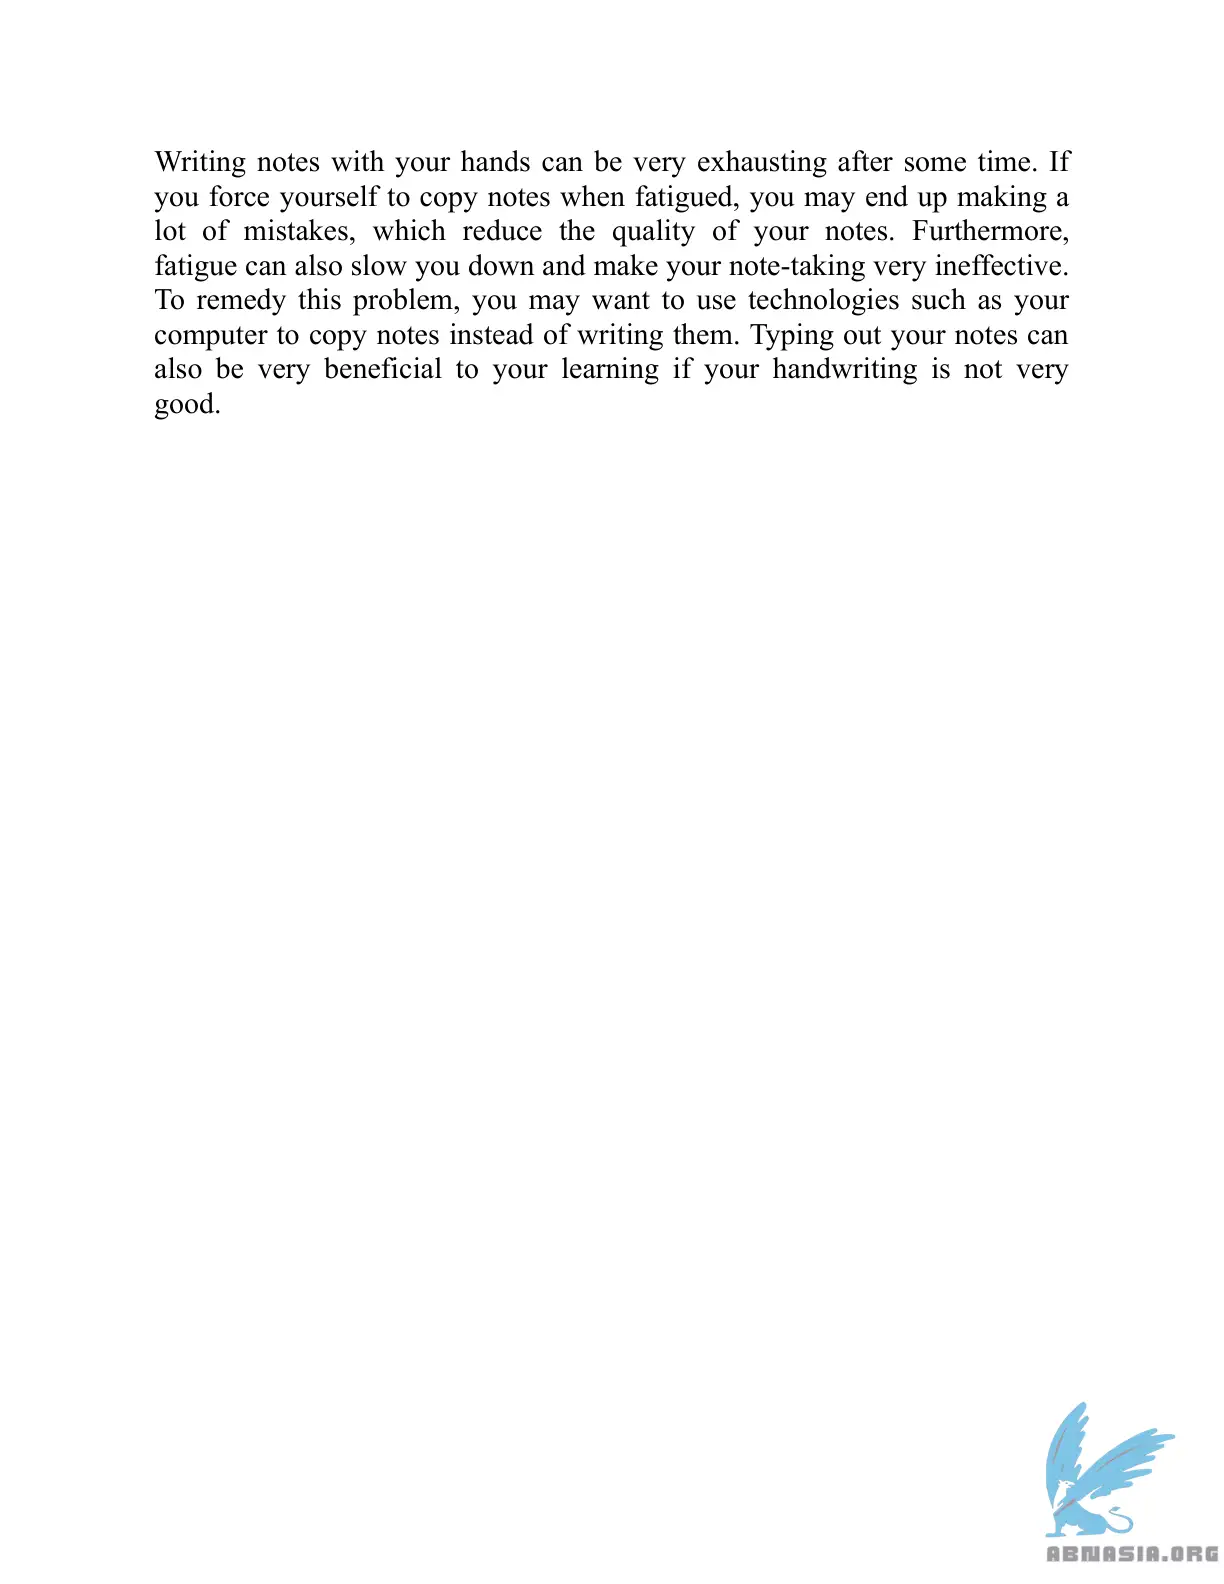 Writing notes with your hands can be very exhausting after some time. If
you force yourself to copy notes when fatigued, you may end up making a
lot of mistakes, which reduce the quality of your notes. Furthermore,
fatigue can also slow you down and make your note-taking very ineffective.
To remedy this problem, you may want to use technologies such as your
computer to copy notes instead of writing them. Typing out your notes can
also be very beneficial to your learning if your handwriting is not very
good.
ABNASIA.ORG